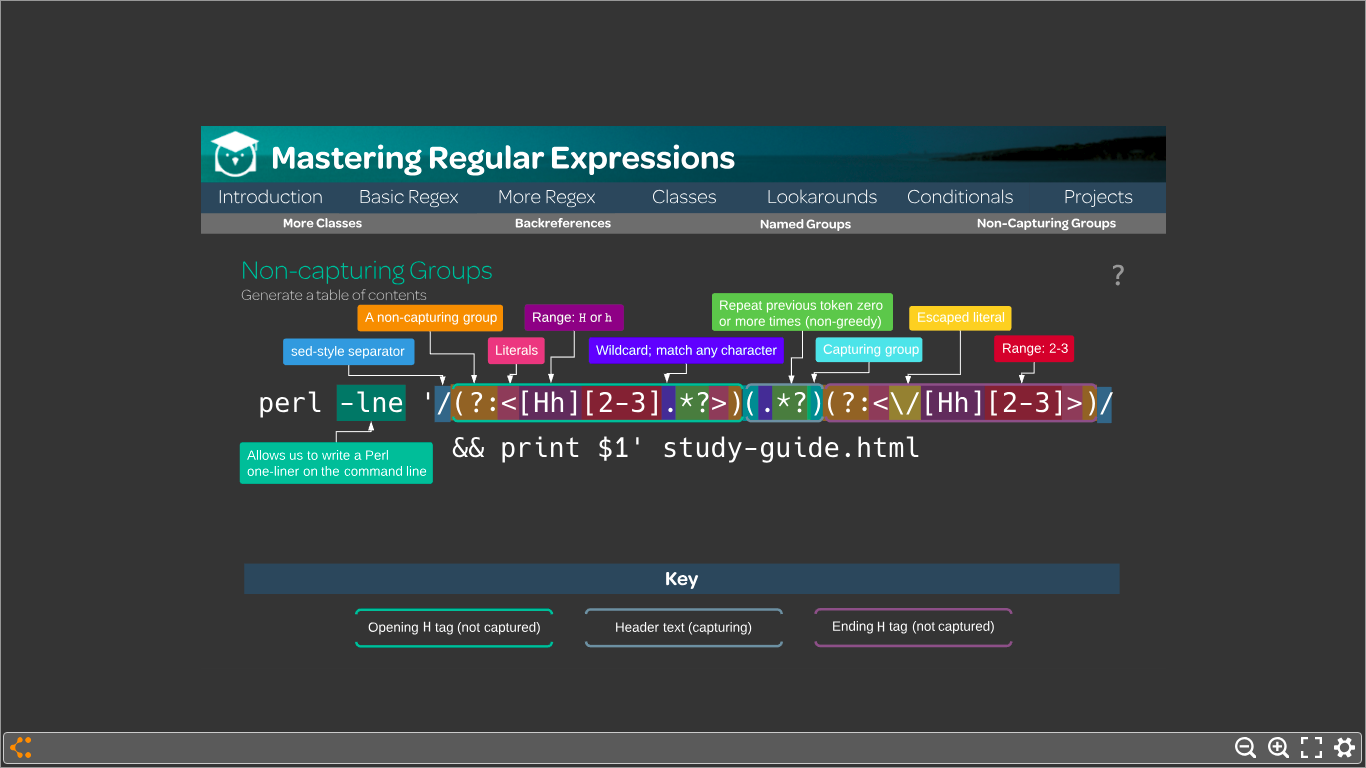 Mastering Regular Expressions
Introduction Basic Regex More Regex Classes Lookarounds Conditionals Projects
More Classes Backreferences Named Groups Non-Capturing Groups
Non-capturing Groups
?
Generate a table of contents
Repeat previous token zero
or more times (non-greedy)
A non-capturing group
Range: H or h
Escaped literal
sed-style separator
Literals
Wildcard; match any character
Capturing group
Range: 2-3
perl -lne '/(?:<[Hh][2-3].*?>)(.*?)(?:<\/[Hh][2-3]>)/
&& print $1' study-guide.html
Allows us to write a Perl
one-liner on the command line
Key
Opening H tag (not captured)
Header text (capturing)
Ending H tag (not captured)